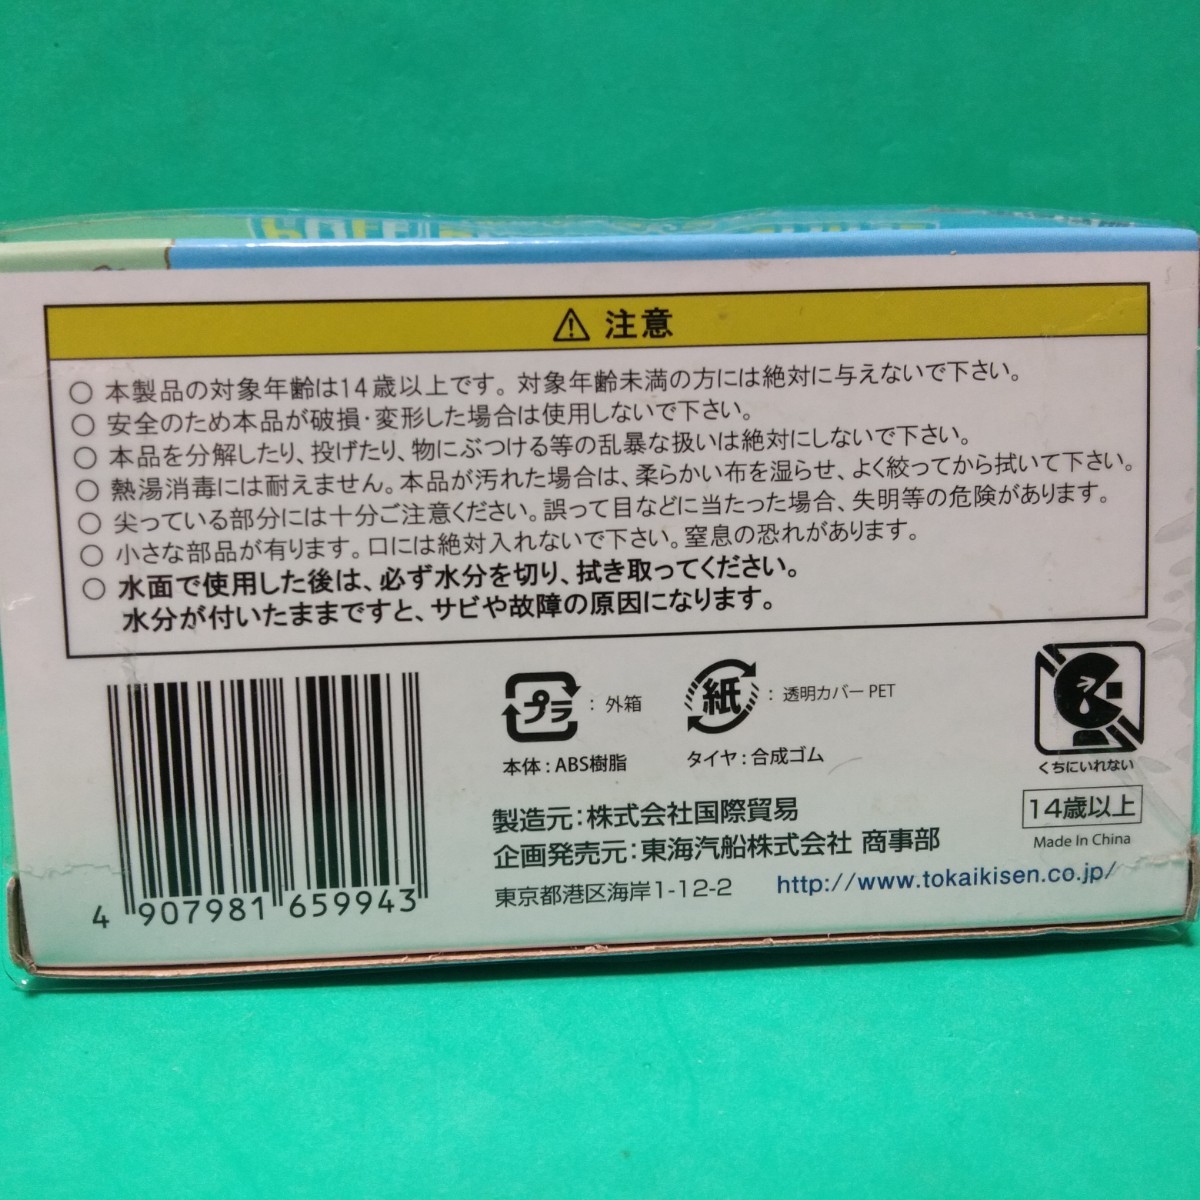 注意
○ 本製品の対象年齢は14歳以上です。対象年齢未満の方には絶対に与えないで下さい。
○ 安全のため本品が破損・変形した場合は使用しないで下さい。
○ 本品を分解したり、投げたり、物にぶつける等の乱暴な扱いは絶対にしないで下さい。
○ 熱湯消毒には耐えません。本品が汚れた場合は、柔らかい布を湿らせ、よく絞ってから拭いて下さい。
○ 尖っている部分には十分ご注意ください。誤って目などに当たった場合、失明等の危険があります。
○ 小さな部品が有ります。口には絶対入れないで下さい。窒息の恐れがあります。
○ 水面で使用した後は、必ず水分を切り、拭き取ってください。
水分が付いたままですと、サビや故障の原因になります。
プラ : 外箱
紙 : 透明カバー PET
本体 : ABS樹脂
タイヤ : 合成ゴム
くちにいれない
14歳以上
Made In China
製造元 : 株式会社国際貿易
企画発売元 : 東海汽船株式会社 商事部
東京都港区海岸1-12-2
http://www.tokaikisen.co.jp/
4 907981 659943